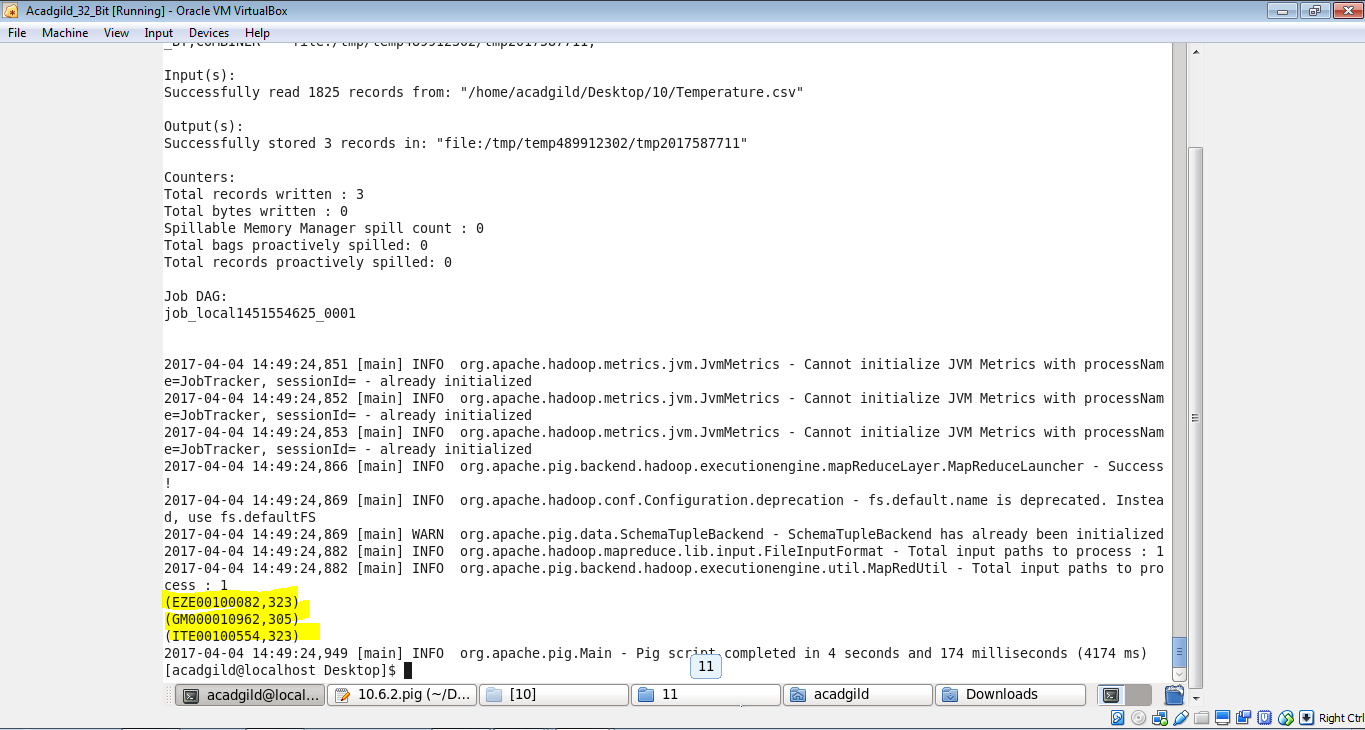 Acadgild_32_Bit [Running] - Oracle VM VirtualBox
File Machine View Input Devices Help
_BY,COMBINER file:/tmp/temp489912302/tmp2017587711,
Input(s):
Successfully read 1825 records from: "/home/acadgild/Desktop/10/Temperature.csv"
Output(s):
Successfully stored 3 records in: "file:/tmp/temp489912302/tmp2017587711"
Counters:
Total records written : 3
Total bytes written : 0
Spillable Memory Manager spill count : 0
Total bags proactively spilled: 0
Total records proactively spilled: 0
Job DAG:
job_local1451554625_0001
2017-04-04 14:49:24,851 [main] INFO  org.apache.hadoop.metrics.jvm.JvmMetrics - Cannot initialize JVM Metrics with processNam
e=JobTracker, sessionId= - already initialized
2017-04-04 14:49:24,852 [main] INFO  org.apache.hadoop.metrics.jvm.JvmMetrics - Cannot initialize JVM Metrics with processNam
e=JobTracker, sessionId= - already initialized
2017-04-04 14:49:24,853 [main] INFO  org.apache.hadoop.metrics.jvm.JvmMetrics - Cannot initialize JVM Metrics with processNam
e=JobTracker, sessionId= - already initialized
2017-04-04 14:49:24,866 [main] INFO  org.apache.pig.backend.hadoop.executionengine.mapReduceLayer.MapReduceLauncher - Success
!
2017-04-04 14:49:24,869 [main] INFO  org.apache.hadoop.conf.Configuration.deprecation - fs.default.name is deprecated. Instea
d, use fs.defaultFS
2017-04-04 14:49:24,869 [main] WARN  org.apache.pig.data.SchemaTupleBackend - SchemaTupleBackend has already been initialized
2017-04-04 14:49:24,882 [main] INFO  org.apache.hadoop.mapreduce.lib.input.FileInputFormat - Total input paths to process : 1
2017-04-04 14:49:24,882 [main] INFO  org.apache.pig.backend.hadoop.executionengine.util.MapRedUtil - Total input paths to pro
cess : 1
(EZE00100082,323)
(GM000010962,305)
(ITE00100554,323)
2017-04-04 14:49:24,949 [main] INFO  org.apache.pig.Main - Pig script completed in 4 seconds and 174 milliseconds (4174 ms)
[acadgild@localhost Desktop]$
11
acadgild@local... 10.6.2.pig (~/D... [10] 11 acadgild Downloads
Right Ctrl